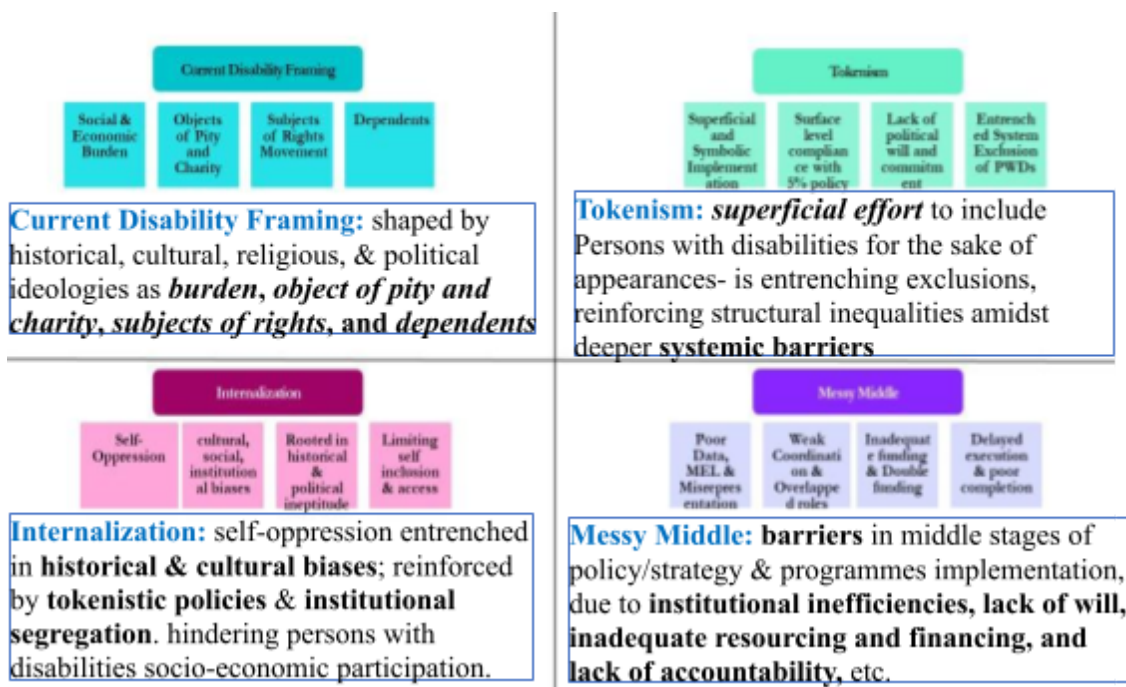 Current Disability Framing
Social &
Economic
Burden
Objects
of Pity
and
Charity
Subjects
of Rights
Movement
Dependents
Current Disability Framing: shaped by
historical, cultural, religious, & political
ideologies as burden, object of pity and
charity, subjects of rights, and dependents
Tokenism
Superficial
and
Symbolic
Implement
ation
Surface
level
complian
ce with
5% policy
Lack of
political
will and
commitm
ent
Entrench
ed System
Exclusion
of PWDs
Tokenism: superficial effort to include
Persons with disabilities for the sake of
appearances- is entrenching exclusions,
reinforcing structural inequalities amidst
deeper systemic barriers
Internalization
Self-
Oppression
cultural,
social,
institution
al biases
Rooted in
historical
&
political
ineptitude
Limiting
self
inclusion
& access
Internalization: self-oppression entrenched
in historical & cultural biases; reinforced
by tokenistic policies & institutional
segregation. hindering persons with
disabilities socio-economic participation.
Messy Middle
Poor
Data,
MEL &
Misrepres
entation
Weak
Coordinati
on &
Overlappe
d roles
Inadequat
e funding
& Double
funding
Delayed
execution
& poor
completion
Messy Middle: barriers in middle stages of
policy/strategy & programmes implementation,
due to institutional inefficiencies, lack of will,
inadequate resourcing and financing, and
lack of accountability, etc.